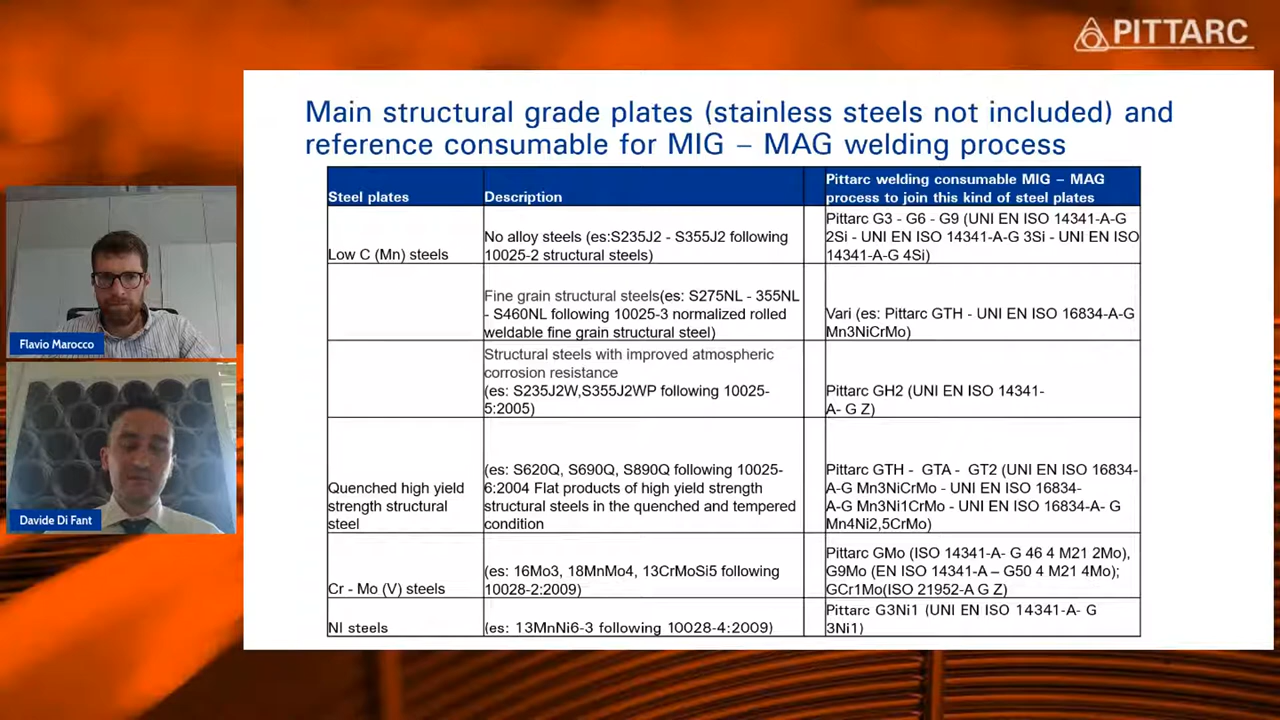 PITTARC
Main structural grade plates (stainless steels not included) and
reference consumable for MIG – MAG welding process
Steel plates
Description
Pittarc welding consumable MIG – MAG
process to join this kind of steel plates
Low C (Mn) steels
No alloy steels (es:S235J2 - S355J2 following
10025-2 structural steels)
Pittarc G3 - G6 - G9 (UNI EN ISO 14341-A-G
2Si - UNI EN ISO 14341-A-G 3Si - UNI EN ISO
14341-A-G 4Si)
Fine grain structural steels(es: S275NL - 355NL
- S460NL following 10025-3 normalized rolled
weldable fine grain structural steel)
Vari (es: Pittarc GTH - UNI EN ISO 16834-A-G
Mn3NiCrMo)
Structural steels with improved atmospheric
corrosion resistance
(es: S235J2W,S355J2WP following 10025-
5:2005)
Pittarc GH2 (UNI EN ISO 14341-
A- G Z)
Quenched high yield
strength structural
steel
(es: S620Q, S690Q, S890Q following 10025-
6:2004 Flat products of high yield strength
structural steels in the quenched and tempered
condition
Pittarc GTH - GTA - GT2 (UNI EN ISO 16834-
A-G Mn3NiCrMo - UNI EN ISO 16834-
A-G Mn3Ni1CrMo - UNI EN ISO 16834-A- G
Mn4Ni2,5CrMo)
Cr - Mo (V) steels
(es: 16Mo3, 18MnMo4, 13CrMoSi5 following
10028-2:2009)
Pittarc GMo (ISO 14341-A- G 46 4 M21 2Mo),
G9Mo (EN ISO 14341-A – G50 4 M21 4Mo);
GCr1Mo(ISO 21952-A G Z)
NI steels
(es: 13MnNi6-3 following 10028-4:2009)
Pittarc G3Ni1 (UNI EN ISO 14341-A- G
3Ni1)
Flavio Marocco
Davide Di Fant